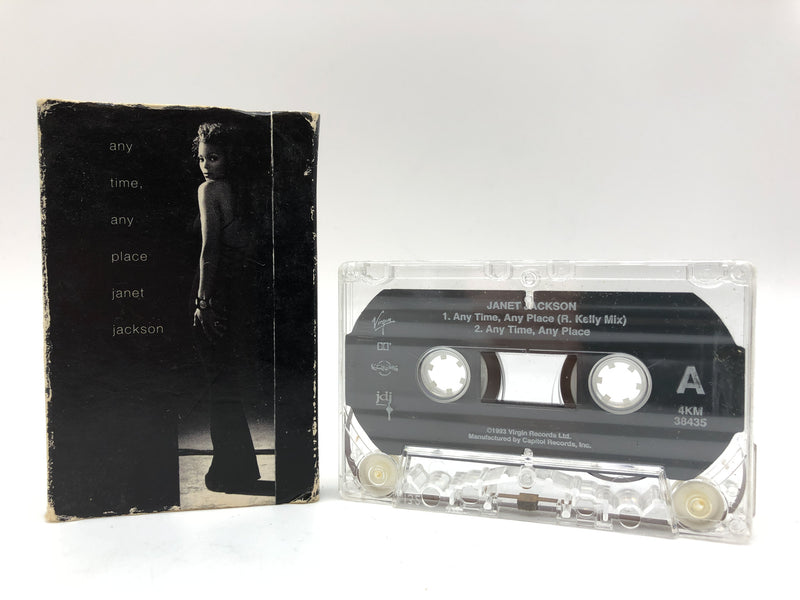 any
time,
any
place
janet
jackson
JANET JACKSON
1. Any Time, Any Place (R. Kelly Mix)
2. Any Time, Any Place
Virgin
jdj
A
4KM
38435
©1993 Virgin Records Ltd.
Manufactured by Capitol Records, Inc.